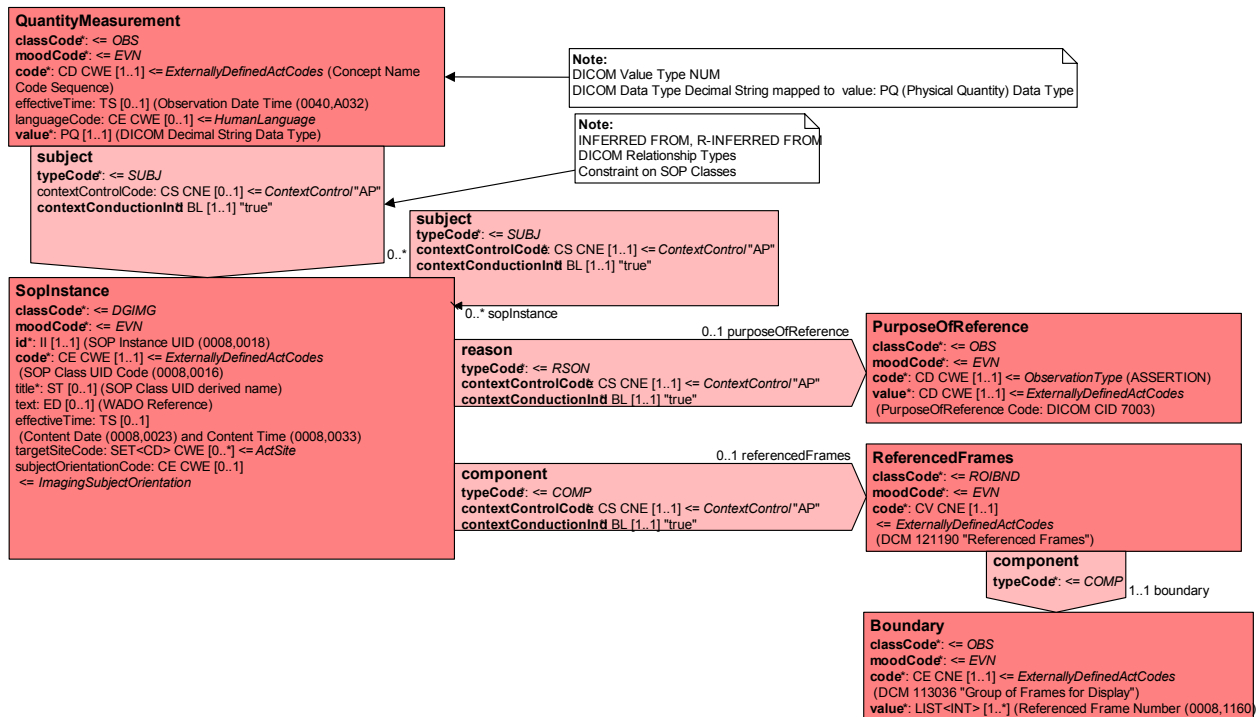 QuantityMeasurement
classCode*: <= OBS
moodCode*: <= EVN
code*: CD CWE [1..1] <= ExternallyDefinedActCodes (Concept Name
Code Sequence)
effectiveTime: TS [0..1] (Observation Date Time (0040,A032)
languageCode: CE CWE [0..1] <= HumanLanguage
value*: PQ [1..1] (DICOM Decimal String Data Type)
Note:
DICOM Value Type NUM
DICOM Data Type Decimal String mapped to value: PQ (Physical Quantity) Data Type
Note:
INFERRED FROM, R-INFERRED FROM
DICOM Relationship Types
Constraint on SOP Classes
subject
typeCode*: <= SUBJ
contextControlCode: CS CNE [0..1] <= ContextControl "AP"
contextConductionInd*: BL [1..1] "true"
0..*
subject
typeCode*: <= SUBJ
contextControlCode*: CS CNE [1..1] <= ContextControl "AP"
contextConductionInd*: BL [1..1] "true"
0..* sopInstance
SopInstance
classCode*: <= DGIMG
moodCode*: <= EVN
id*: II [1..1] (SOP Instance UID (0008,0018)
code*: CE CWE [1..1] <= ExternallyDefinedActCodes
(SOP Class UID Code (0008,0016)
title*: ST [0..1] (SOP Class UID derived name)
text: ED [0..1] (WADO Reference)
effectiveTime: TS [0..1]
(Content Date (0008,0023) and Content Time (0008,0033)
targetSiteCode: SET<CD> CWE [0..*] <= ActSite
subjectOrientationCode: CE CWE [0..1]
<= ImagingSubjectOrientation
0..1 purposeOfReference
reason
typeCode*: <= RSON
contextControlCode*: CS CNE [1..1] <= ContextControl "AP"
contextConductionInd*: BL [1..1] "true"
PurposeOfReference
classCode*: <= OBS
moodCode*: <= EVN
code*: CD CWE [1..1] <= ObservationType (ASSERTION)
value*: CD CWE [1..1] <= ExternallyDefinedActCodes
(PurposeOfReference Code: DICOM CID 7003)
0..1 referencedFrames
component
typeCode*: <= COMP
contextControlCode*: CS CNE [1..1] <= ContextControl "AP"
contextConductionInd*: BL [1..1] "true"
ReferencedFrames
classCode*: <= ROIBND
moodCode*: <= EVN
code*: CV CNE [1..1]
<= ExternallyDefinedActCodes
(DCM 121190 "Referenced Frames")
component
typeCode*: <= COMP
1..1 boundary
Boundary
classCode*: <= OBS
moodCode*: <= EVN
code*: CE CNE [1..1] <= ExternallyDefinedActCodes
(DCM 113036 "Group of Frames for Display")
value*: LIST<INT> [1..*] (Referenced Frame Number (0008,1160)